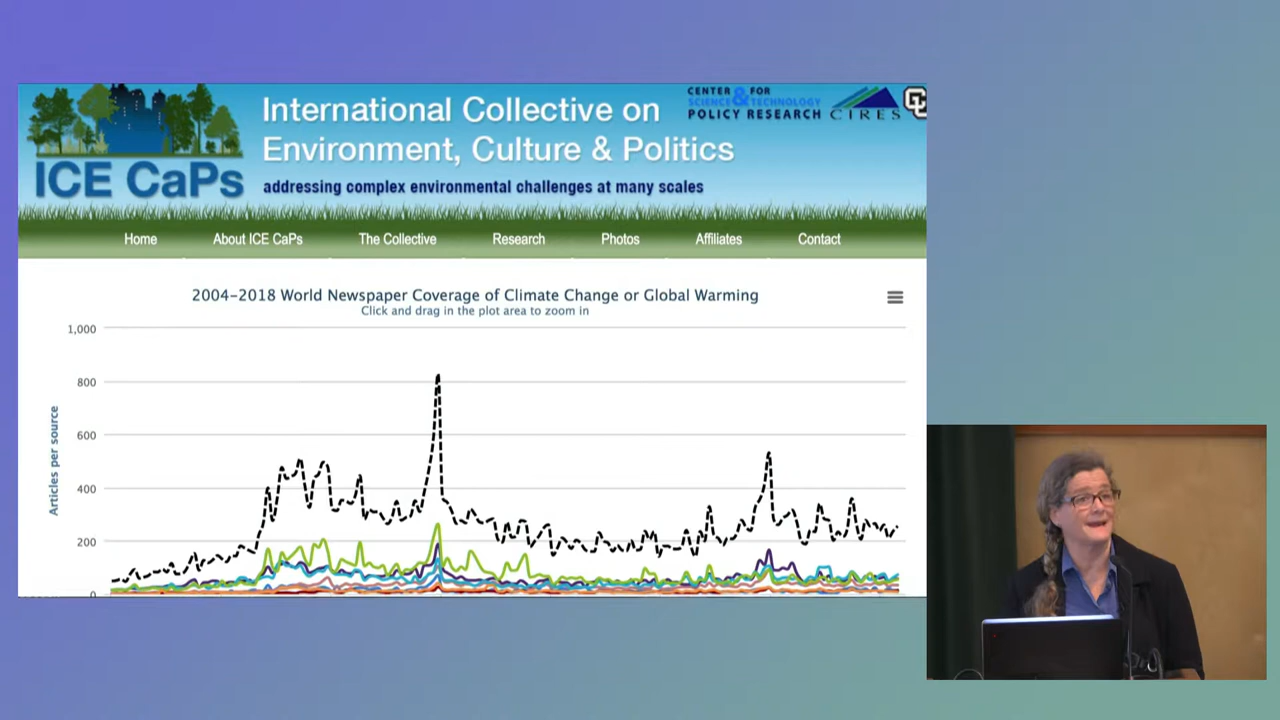 International Collective on
Environment, Culture & Politics
addressing complex environmental challenges at many scales
ICE CaPs
CENTER FOR
SCIENCE & TECHNOLOGY
POLICY RESEARCH
CIRES
Home About ICE CaPs The Collective Research Photos Affiliates Contact
2004–2018 World Newspaper Coverage of Climate Change or Global Warming
Click and drag in the plot area to zoom in
Articles per source
1,000
800
600
400
200
0